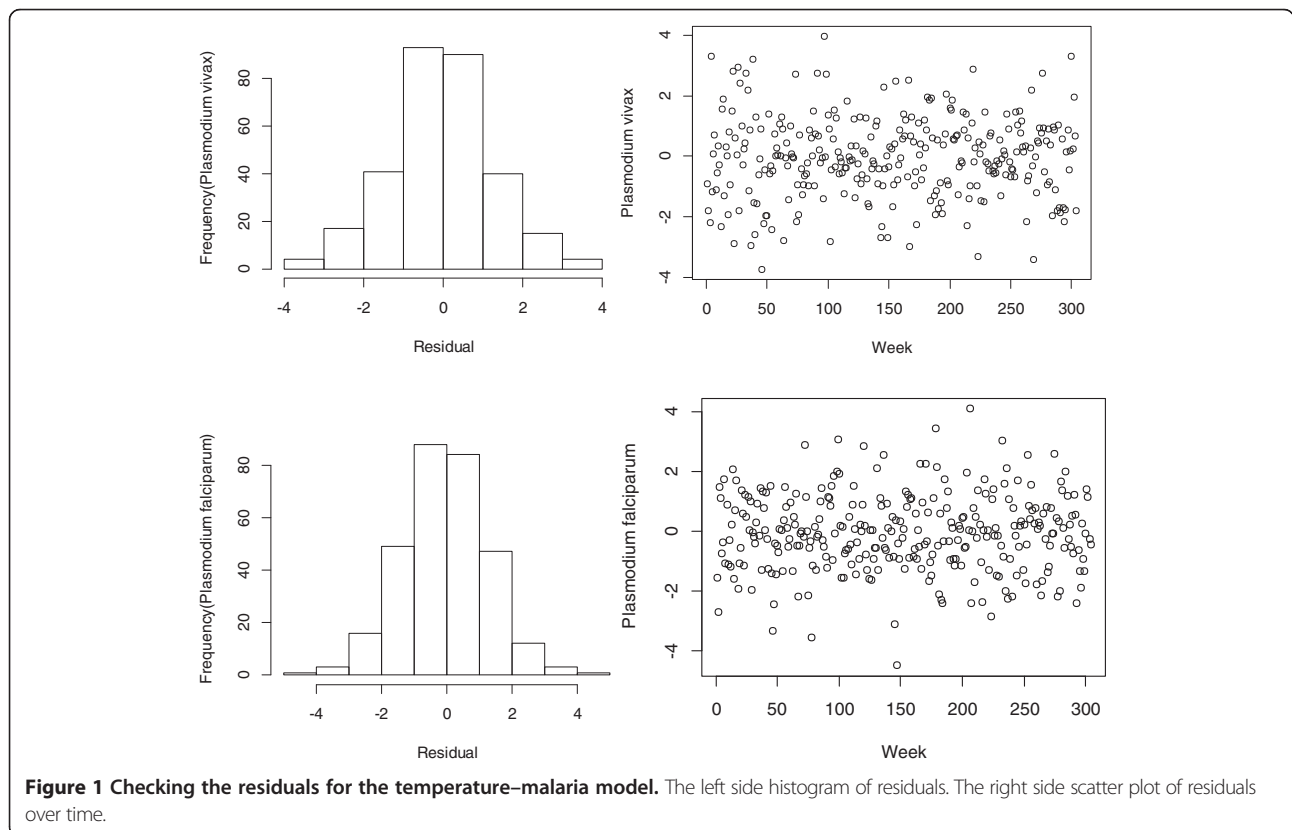 Frequency(Plasmodium vivax)
0 20 40 60 80
-4 -2 0 2 4
Residual
Plasmodium vivax
-4 -2 0 2 4
0 50 100 150 200 250 300
Week
Frequency(Plasmodium falciparum)
0 20 40 60 80
-4 -2 0 2 4
Residual
Plasmodium falciparum
-4 -2 0 2 4
0 50 100 150 200 250 300
Week
Figure 1 Checking the residuals for the temperature–malaria model. The left side histogram of residuals. The right side scatter plot of residuals
over time.